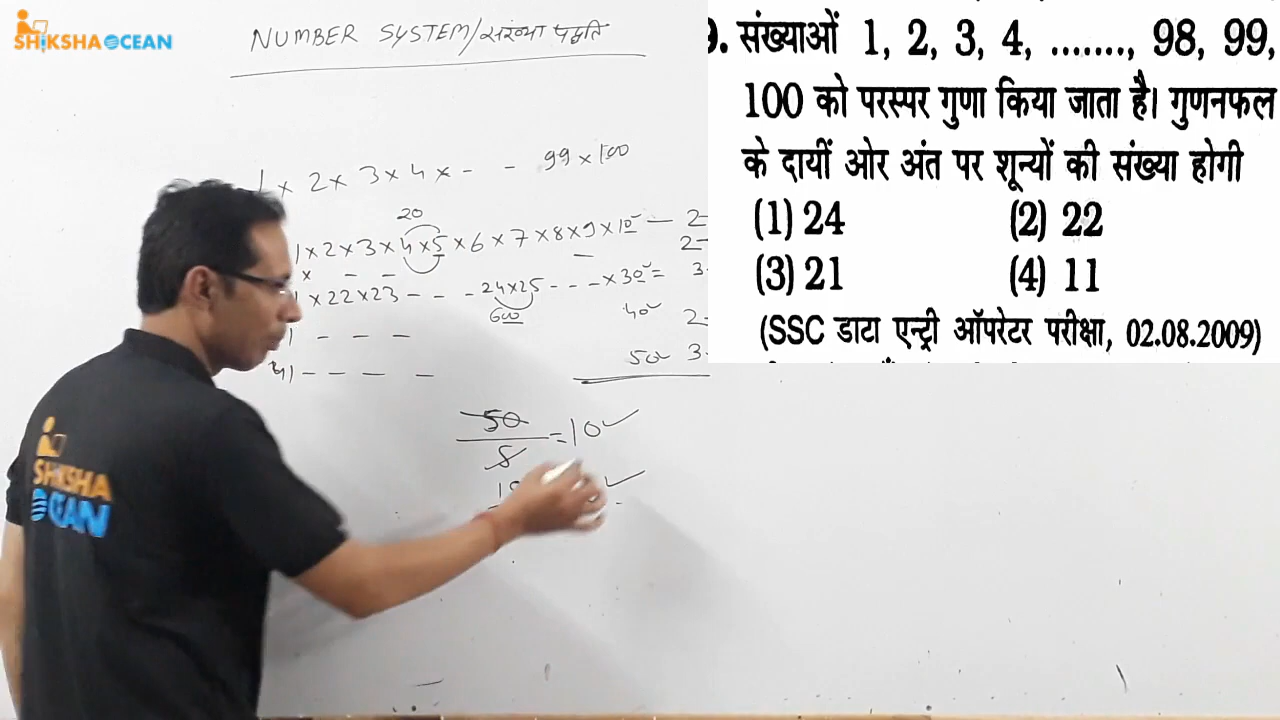 SHIKSHA OCEAN
NUMBER SYSTEM/संख्या पद्धति
9. संख्याओं 1, 2, 3, 4, ......., 98, 99,
100 को परस्पर गुणा किया जाता है। गुणनफल
के दायीं ओर अंत पर शून्यों की संख्या होगी
(1) 24 (2) 22
(3) 21 (4) 11
(SSC डाटा एन्ट्री ऑपरेटर परीक्षा, 02.08.2009)
1 × 2 × 3 × 4 × - - 99 × 100
20
1 × 2 × 3 × 4 × 5 × 6 × 7 × 8 × 9 × 10 — 2
× - -
1 × 22 × 23 - - - 24 × 25 - - - × 30 =
600
40
50
50
= 10
5
SHIKSHA
OCEAN